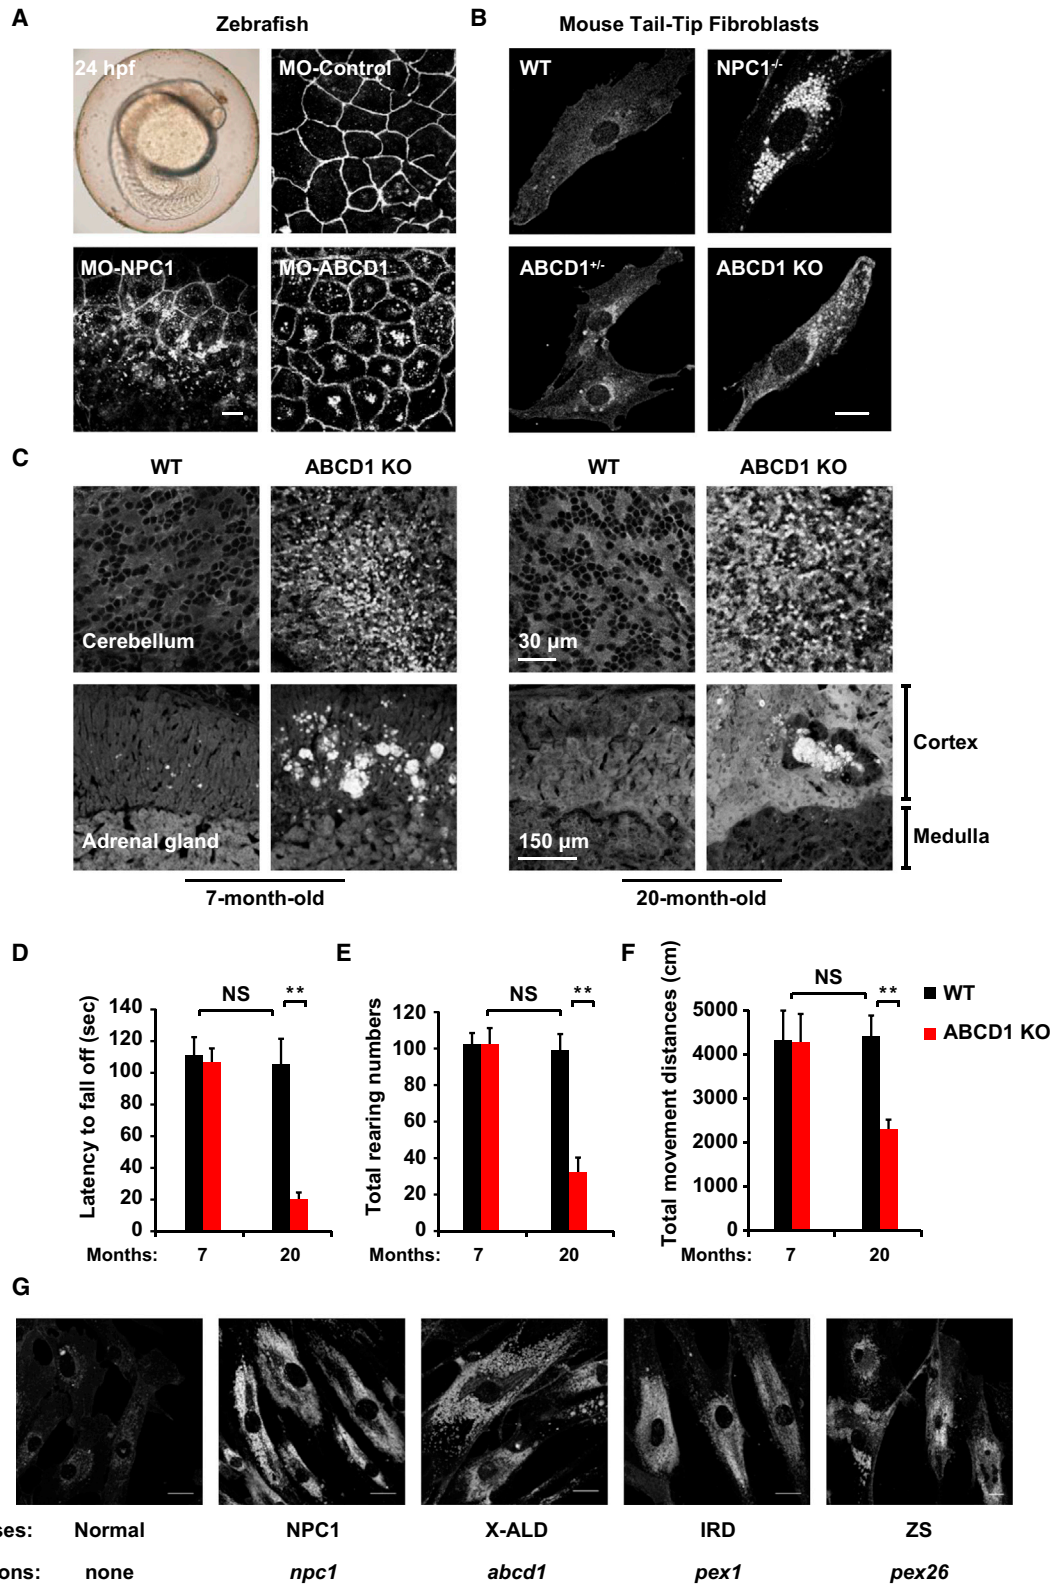 A
Zebrafish
24 hpf
MO-Control
MO-NPC1
MO-ABCD1
B
Mouse Tail-Tip Fibroblasts
WT
NPC1-/-
ABCD1+/-
ABCD1 KO
C
WT
ABCD1 KO
WT
ABCD1 KO
Cerebellum
30 µm
Adrenal gland
150 µm
Cortex
Medulla
7-month-old
20-month-old
D
Latency to fall off (sec)
140
120
100
80
60
40
20
0
NS
**
Months:
7
20
E
Total rearing numbers
120
100
80
60
40
20
0
NS
**
Months:
7
20
F
Total movement distances (cm)
5000
4000
3000
2000
1000
0
NS
**
Months:
7
20
WT
ABCD1 KO
G
ses:
Normal
NPC1
X-ALD
IRD
ZS
ons:
none
npc1
abcd1
pex1
pex26